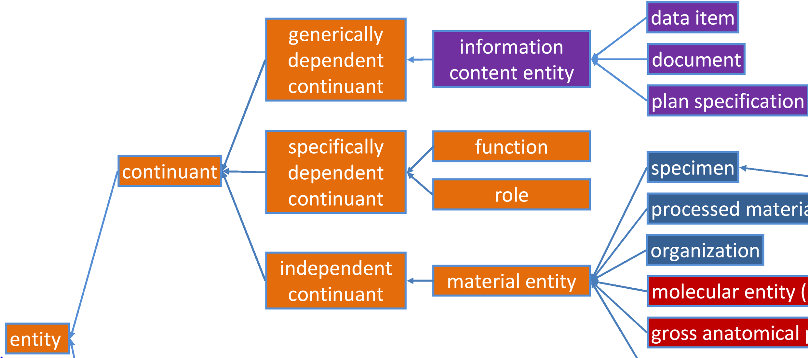 generically
dependent
continuant
information
content entity
data item
document
plan specification
continuant
specifically
dependent
continuant
function
role
specimen
processed materia
organization
independent
continuant
material entity
molecular entity (
gross anatomical
entity